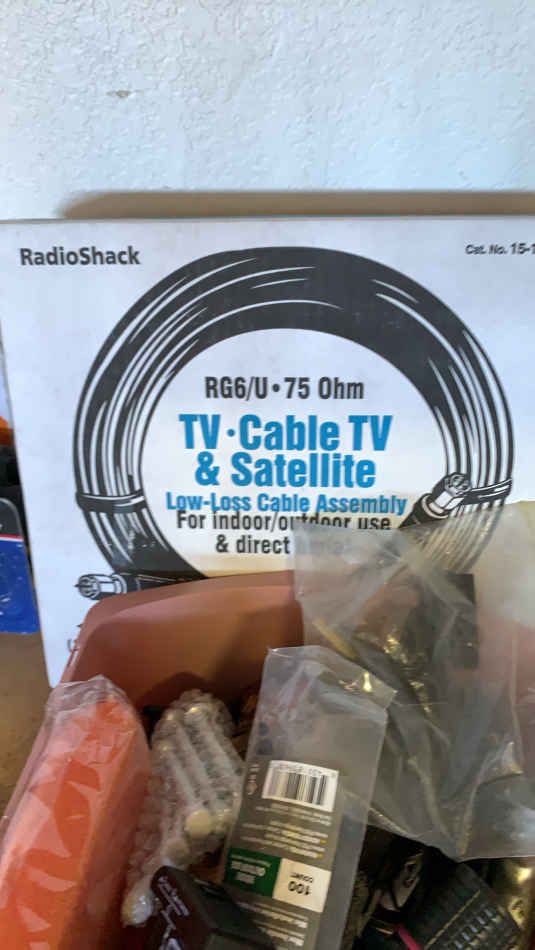 RadioShack
Cat. No. 15-1
RG6/U • 75 Ohm
TV · Cable TV
& Satellite
Low-Loss Cable Assembly
For indoor/outdoor use
& direct
100
COUNT